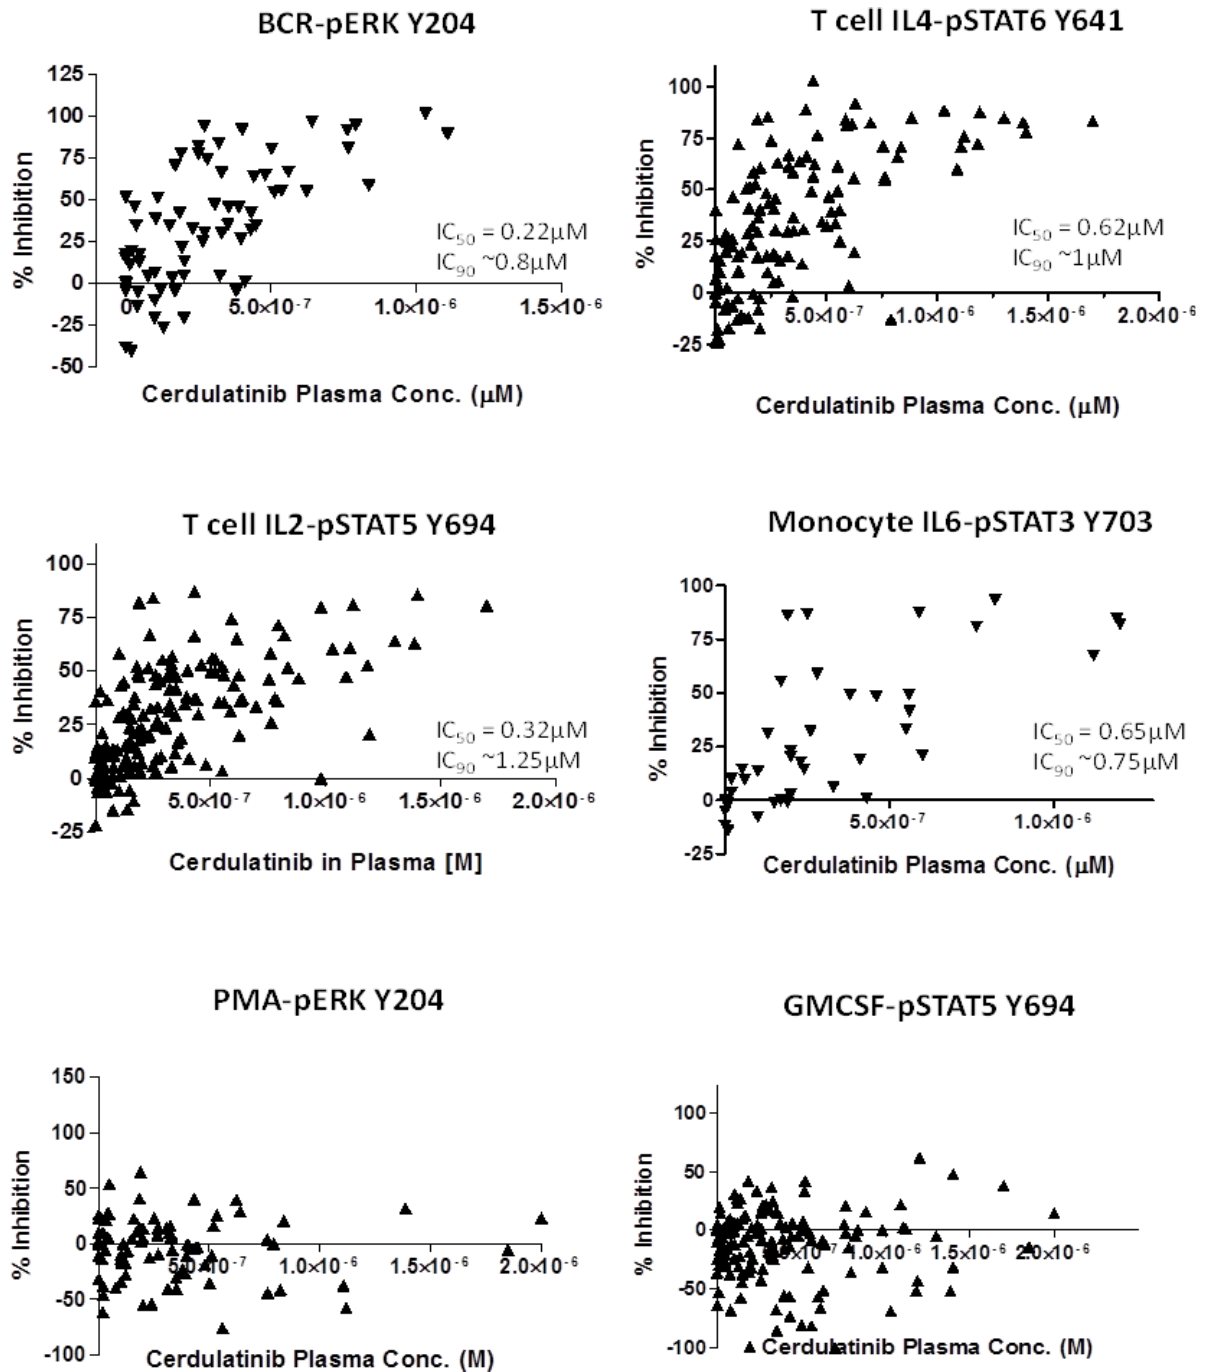 BCR-pERK Y204
125
100
75
50
25
0
-25
-50
% Inhibition
0 5.0×10⁻⁷ 1.0×10⁻⁶ 1.5×10⁻⁶
IC₅₀ = 0.22µM
IC₉₀ ~0.8µM
Cerdulatinib Plasma Conc. (µM)
T cell IL4-pSTAT6 Y641
100
75
50
25
0
-25
% Inhibition
5.0×10⁻⁷ 1.0×10⁻⁶ 1.5×10⁻⁶ 2.0×10⁻⁶
IC₅₀ = 0.62µM
IC₉₀ ~1µM
Cerdulatinib Plasma Conc. (µM)
T cell IL2-pSTAT5 Y694
100
75
50
25
0
-25
% Inhibition
5.0×10⁻⁷ 1.0×10⁻⁶ 1.5×10⁻⁶ 2.0×10⁻⁶
IC₅₀ = 0.32µM
IC₉₀ ~1.25µM
Cerdulatinib in Plasma [M]
Monocyte IL6-pSTAT3 Y703
100
75
50
25
0
-25
% Inhibition
5.0×10⁻⁷ 1.0×10⁻⁶
IC₅₀ = 0.65µM
IC₉₀ ~0.75µM
Cerdulatinib Plasma Conc. (µM)
PMA-pERK Y204
150
100
50
0
-50
-100
% Inhibition
5.0×10⁻⁷ 1.0×10⁻⁶ 1.5×10⁻⁶ 2.0×10⁻⁶
Cerdulatinib Plasma Conc. (M)
GMCSF-pSTAT5 Y694
100
50
0
-50
-100
% Inhibition
1.0×10⁻⁶ 1.5×10⁻⁶ 2.0×10⁻⁶
Cerdulatinib Plasma Conc. (M)